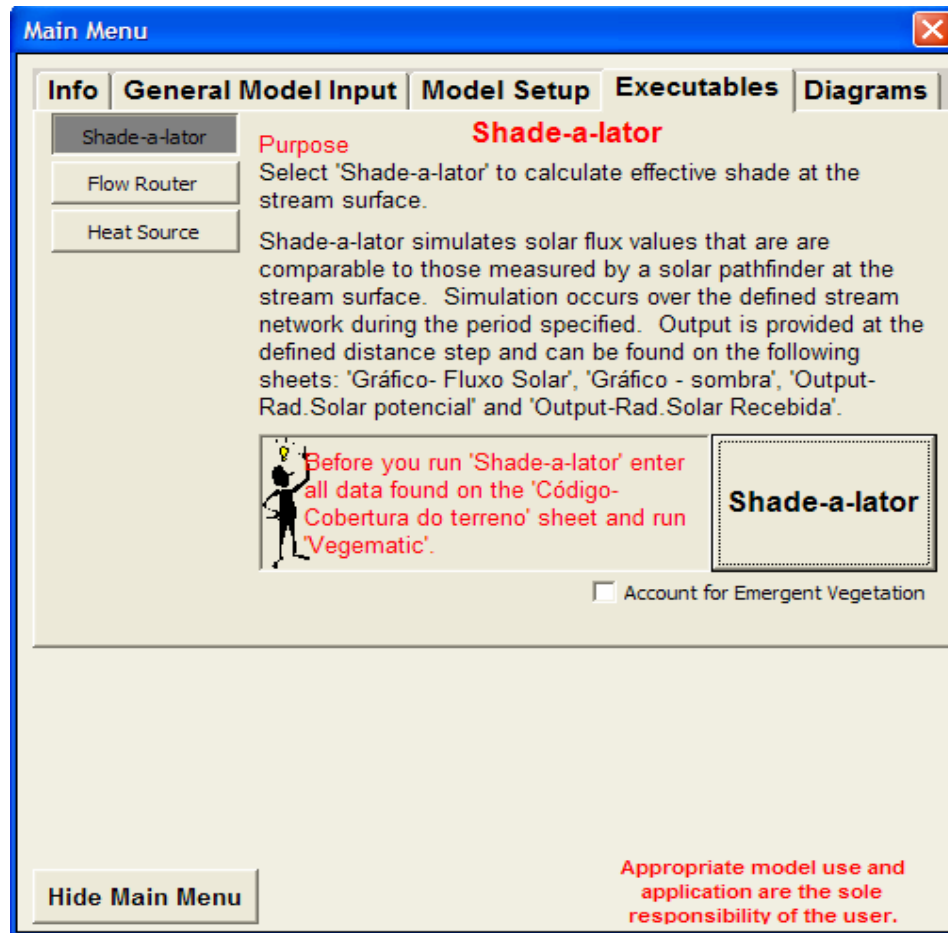 Main Menu
Info General Model Input Model Setup Executables Diagrams
Shade-a-lator
Flow Router
Heat Source
Shade-a-lator
Purpose
Select 'Shade-a-lator' to calculate effective shade at the
stream surface.
Shade-a-lator simulates solar flux values that are are
comparable to those measured by a solar pathfinder at the
stream surface. Simulation occurs over the defined stream
network during the period specified. Output is provided at the
defined distance step and can be found on the following
sheets: 'Gráfico- Fluxo Solar', 'Gráfico - sombra', 'Output-
Rad.Solar potencial' and 'Output-Rad.Solar Recebida'.
Before you run 'Shade-a-lator' enter
all data found on the 'Código-
Cobertura do terreno' sheet and run
'Vegematic'.
Shade-a-lator
Account for Emergent Vegetation
Hide Main Menu
Appropriate model use and
application are the sole
responsibility of the user.